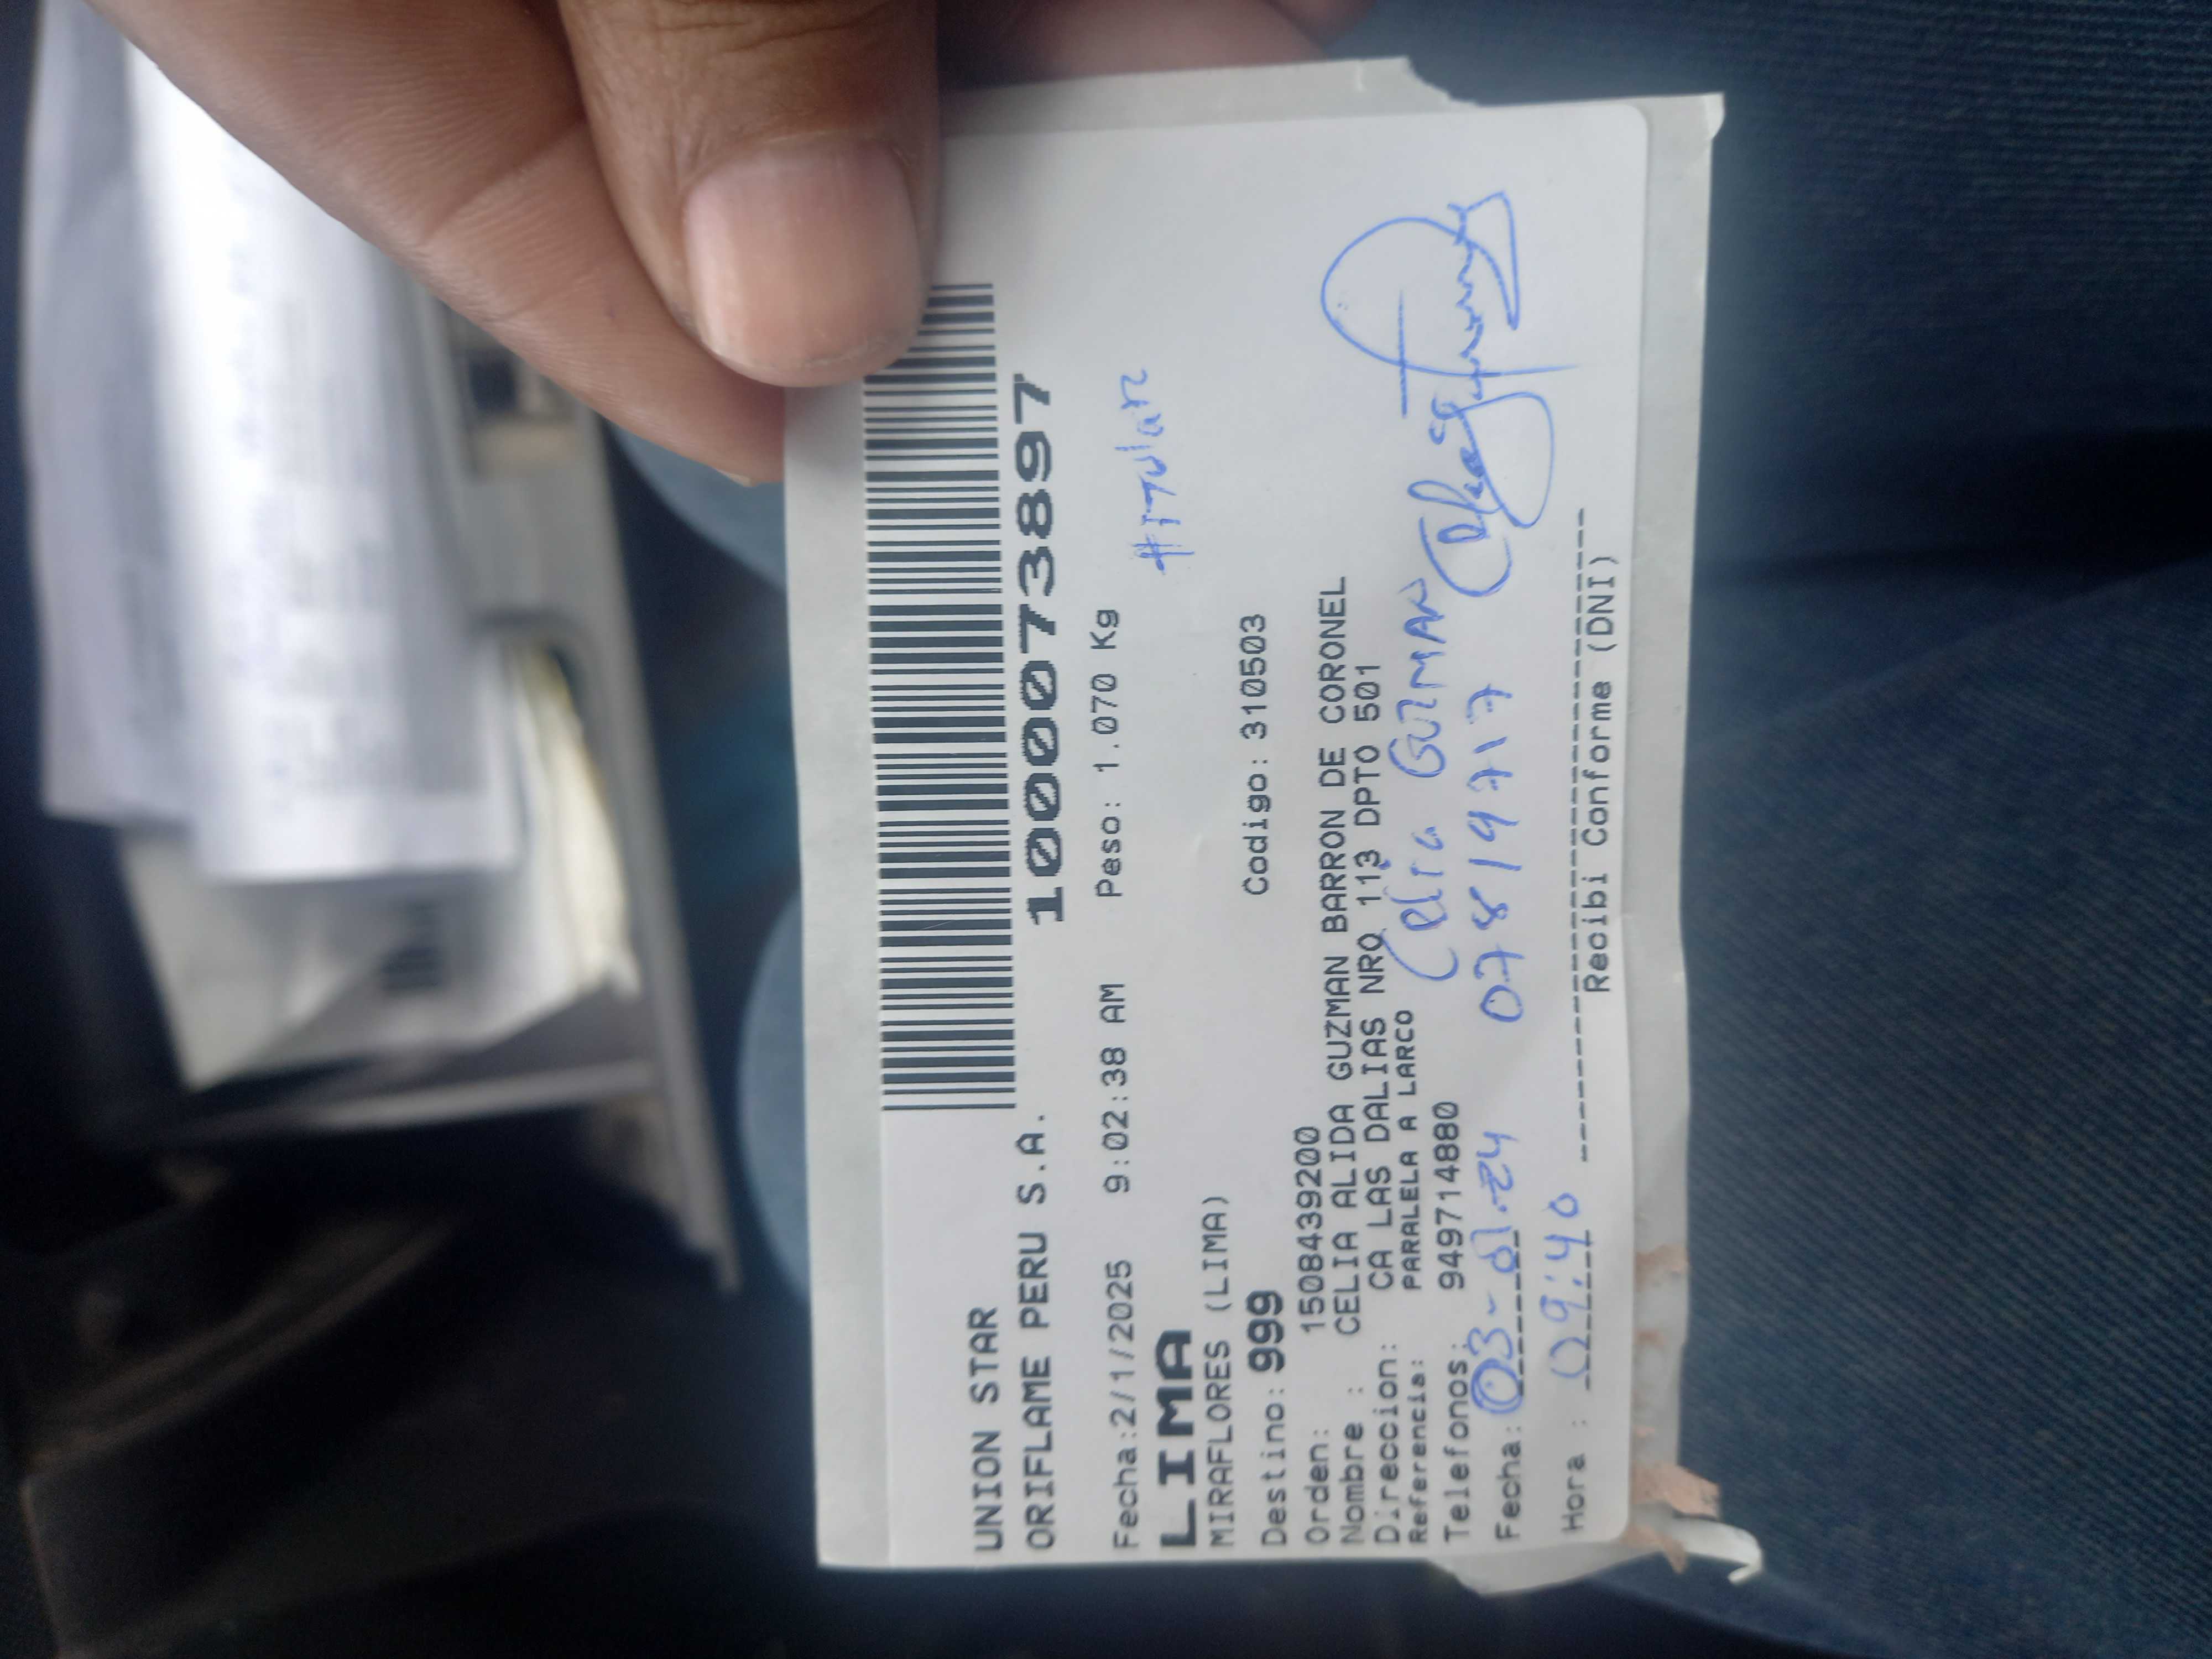 UNION STAR
ORIFLAME PERU S.A.
1000073897
Fecha:2/11/2025 9:02:38 AM Peso: 1.070 Kg
#ITULAR
LIMA
MIRAFLORES (LIMA)
Destino: 999 Codigo: 310503
Orden: 1508439200
Nombre : CELIA ALIDA GUZMAN BARRON DE CORONEL
Direccion: CA LAS DALIAS NRO 113 DPTO 501
Referencia: PARALELA A LARCO
Celia GUZMAN
Telefonos: 949714880
07819717
Fecha: 03-01-24
Hora : 09:40
Recibi Conforme (DNI)